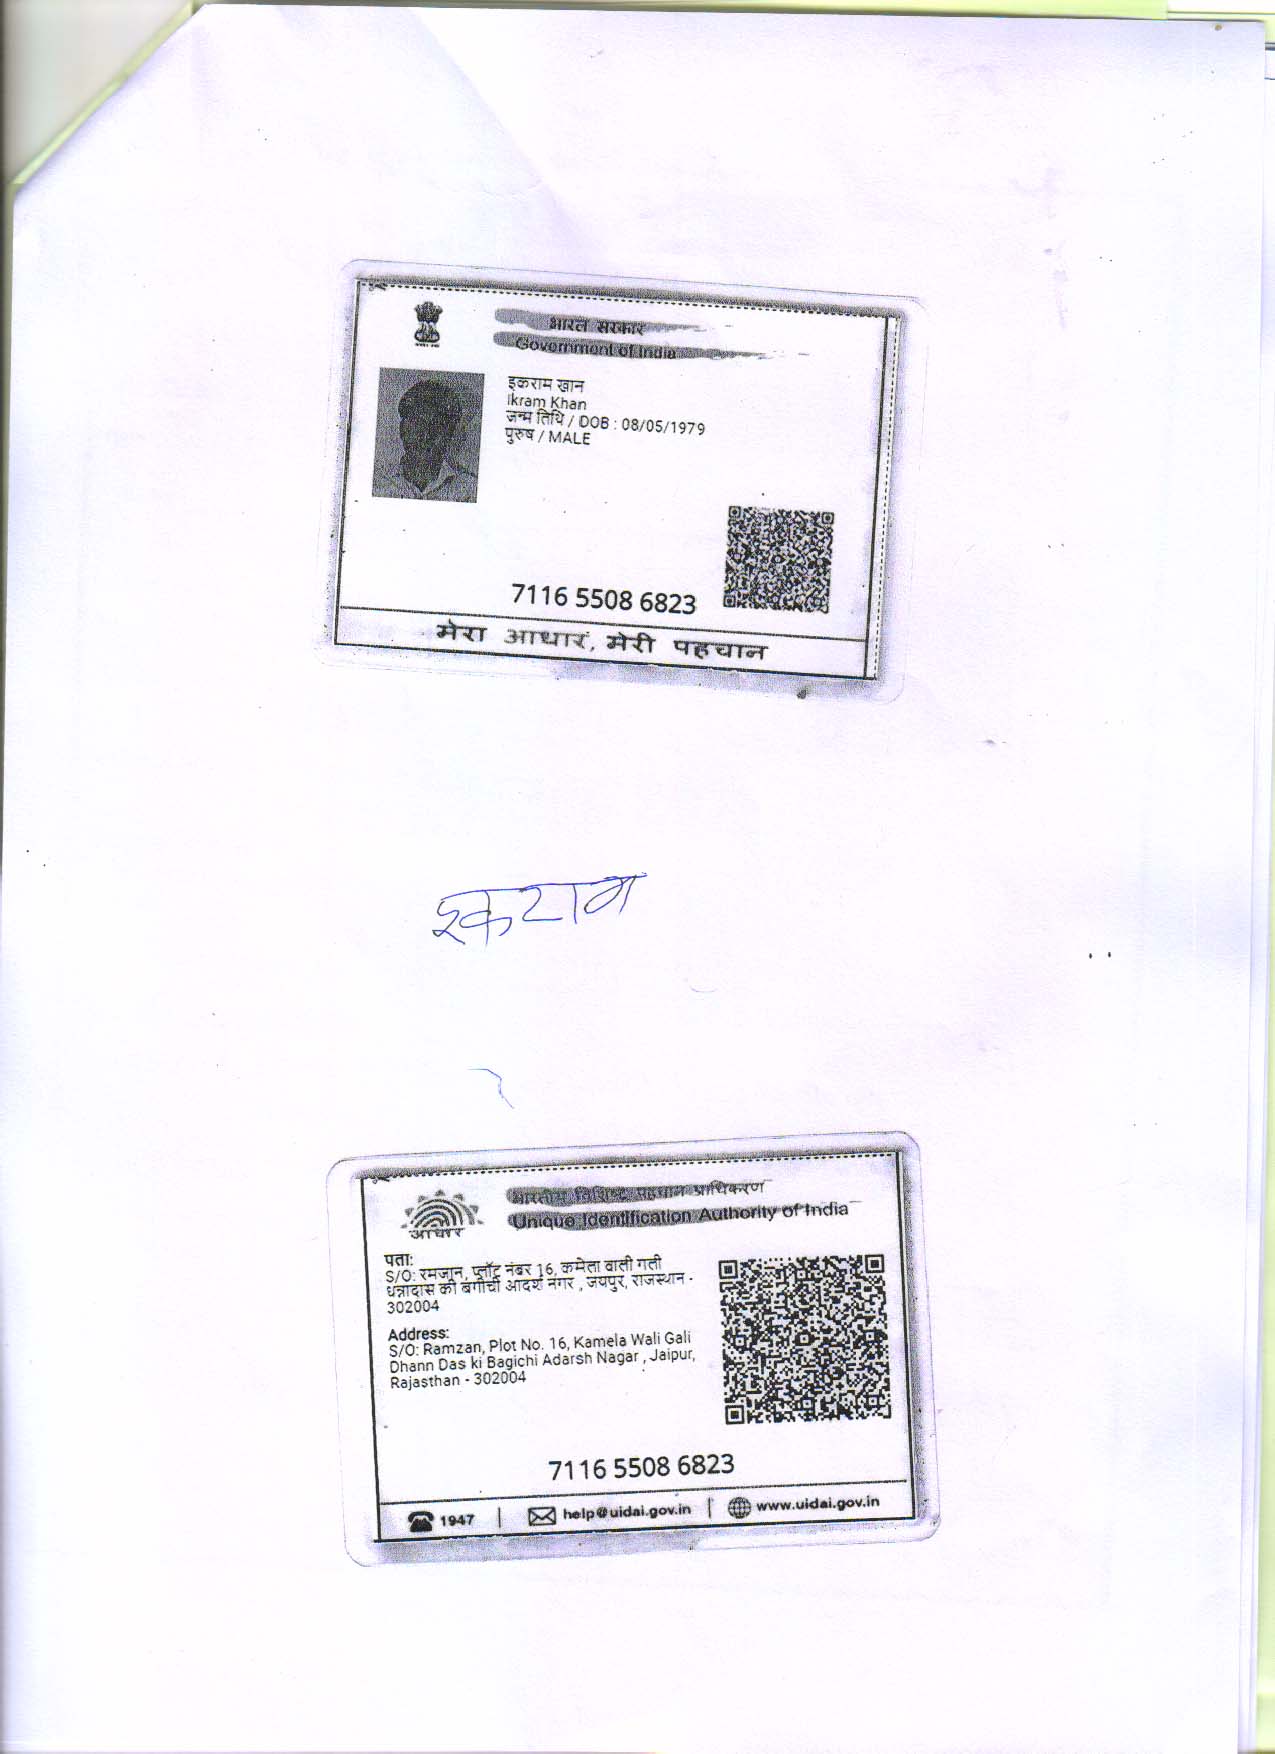 भारत सरकार
Government of India
इकराम खान
Ikram Khan
जन्म तिथि / DOB : 08/05/1979
पुरुष / MALE
7116 5508 6823
मेरा आधार, मेरी पहचान
इकराम
भारतीय विशिष्ट पहचान प्राधिकरण
Unique Identification Authority of India
आधार
पता:
S/O: रमजान, प्लॉट नंबर 16, कमेला वाली गली
धन्नादास की बगीची आदर्श नगर , जयपुर, राजस्थान -
302004
Address:
S/O: Ramzan, Plot No. 16, Kamela Wali Gali
Dhann Das ki Bagichi Adarsh Nagar , Jaipur,
Rajasthan - 302004
7116 5508 6823
1947 | help@uidai.gov.in | www.uidai.gov.in